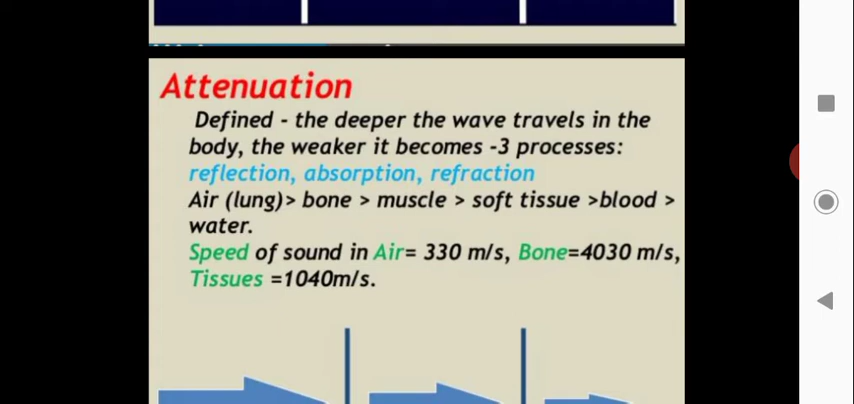 Attenuation
Defined - the deeper the wave travels in the
body, the weaker it becomes -3 processes:
reflection, absorption, refraction
Air (lung)> bone > muscle > soft tissue >blood >
water.
Speed of sound in Air= 330 m/s, Bone=4030 m/s,
Tissues =1040m/s.